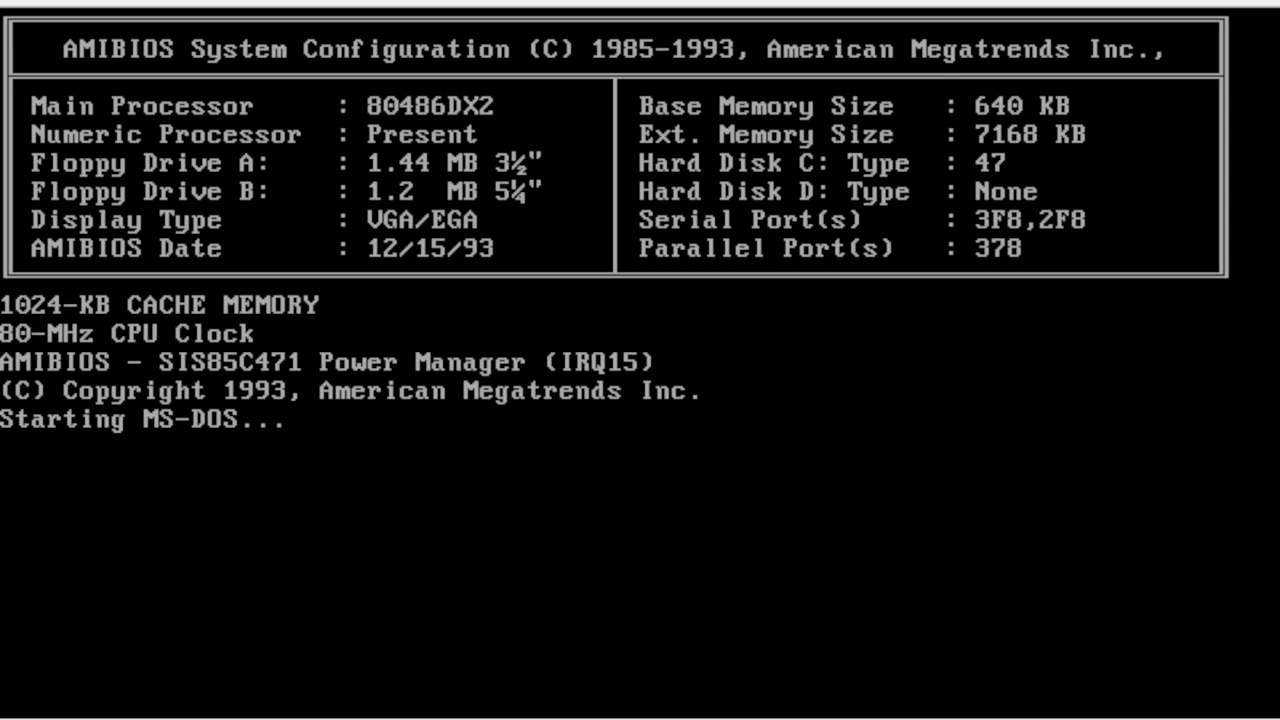 AMIBIOS System Configuration (C) 1985-1993, American Megatrends Inc.,
Main Processor : 80486DX2
Numeric Processor : Present
Floppy Drive A: : 1.44 MB 3½"
Floppy Drive B: : 1.2 MB 5¼"
Display Type : VGA/EGA
AMIBIOS Date : 12/15/93
Base Memory Size : 640 KB
Ext. Memory Size : 7168 KB
Hard Disk C: Type : 47
Hard Disk D: Type : None
Serial Port(s) : 3F8,2F8
Parallel Port(s) : 378
1024-KB CACHE MEMORY
80-MHz CPU Clock
AMIBIOS - SIS85C471 Power Manager (IRQ15)
(C) Copyright 1993, American Megatrends Inc.
Starting MS-DOS...